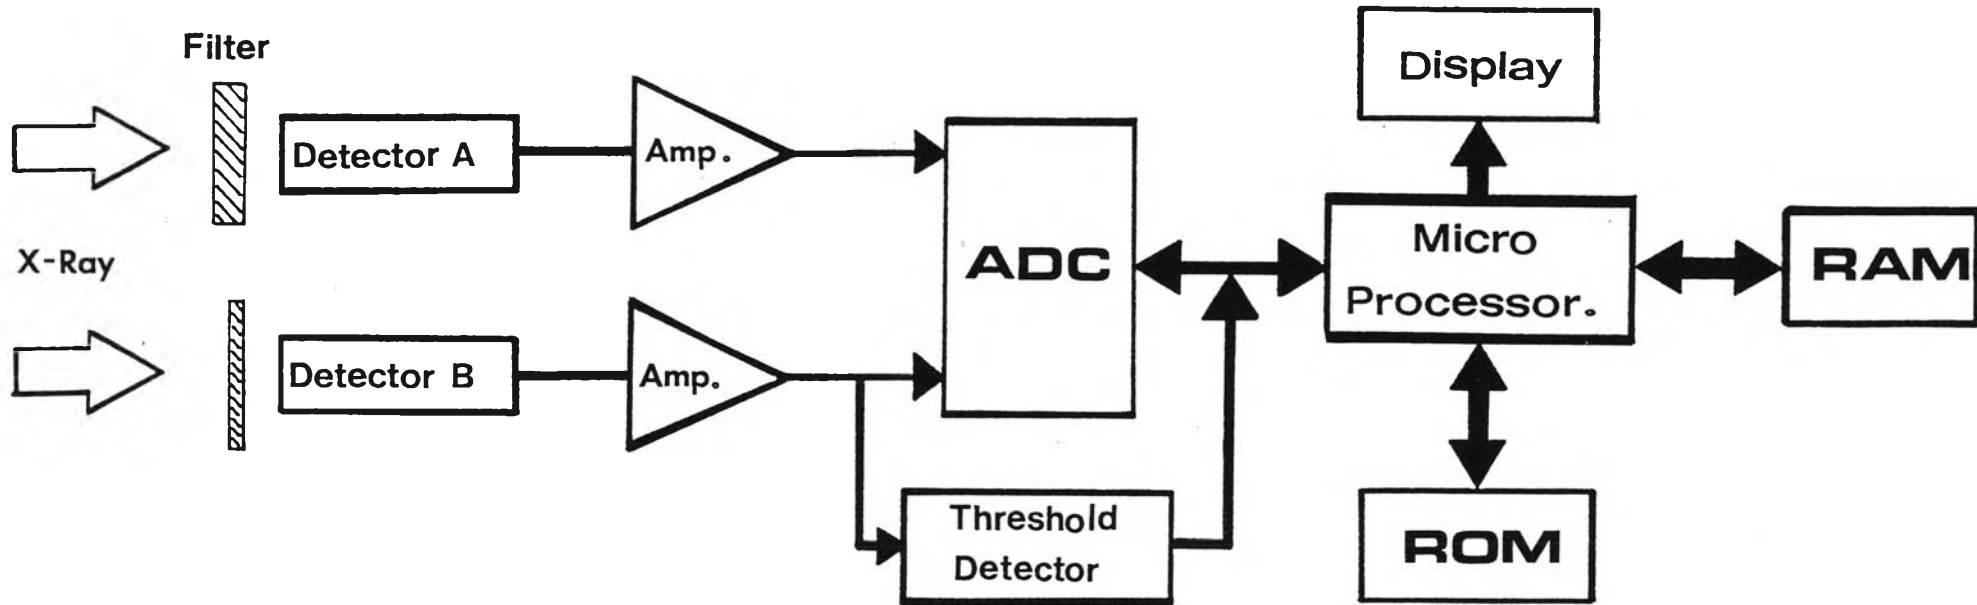 Filter
Display
Detector A
Amp.
Micro
Processor.
ADC
RAM
X-Ray
Detector B
Amp.
Threshold
Detector
ROM